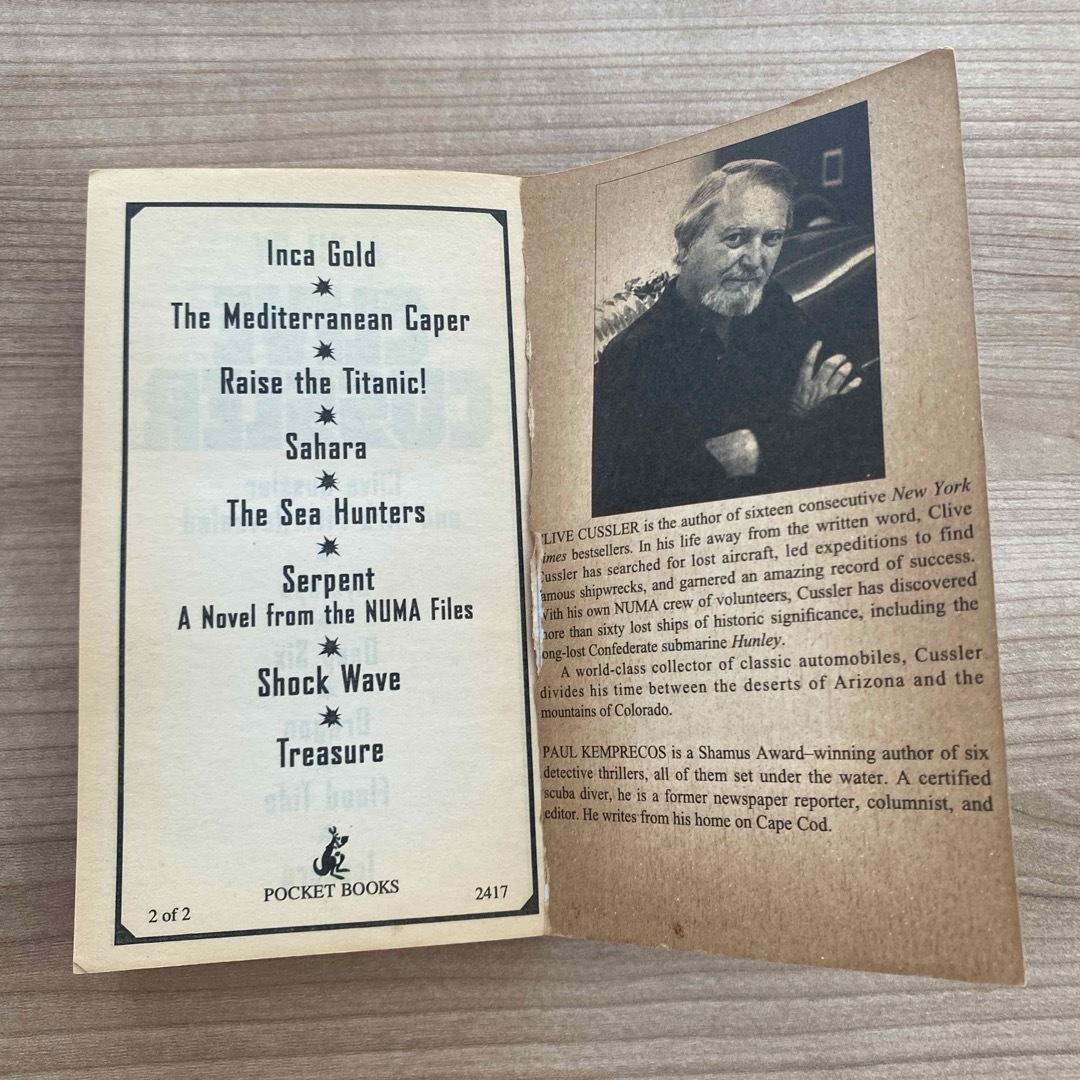 Inca Gold
The Mediterranean Caper
Raise the Titanic!
Sahara
The Sea Hunters
Serpent
A Novel from the NUMA Files
Shock Wave
Treasure
POCKET BOOKS
2 of 2
2417
LIVE CUSSLER is the author of sixteen consecutive New York
imes bestsellers. In his life away from the written word, Clive
ussler has searched for lost aircraft, led expeditions to find
amous shipwrecks, and garnered an amazing record of success.
With his own NUMA crew of volunteers, Cussler has discovered
ore than sixty lost ships of historic significance, including the
ong-lost Confederate submarine Hunley.
A world-class collector of classic automobiles, Cussler
divides his time between the deserts of Arizona and the
mountains of Colorado.
PAUL KEMPRECOS is a Shamus Award–winning author of six
detective thrillers, all of them set under the water. A certified
scuba diver, he is a former newspaper reporter, columnist, and
editor. He writes from his home on Cape Cod.